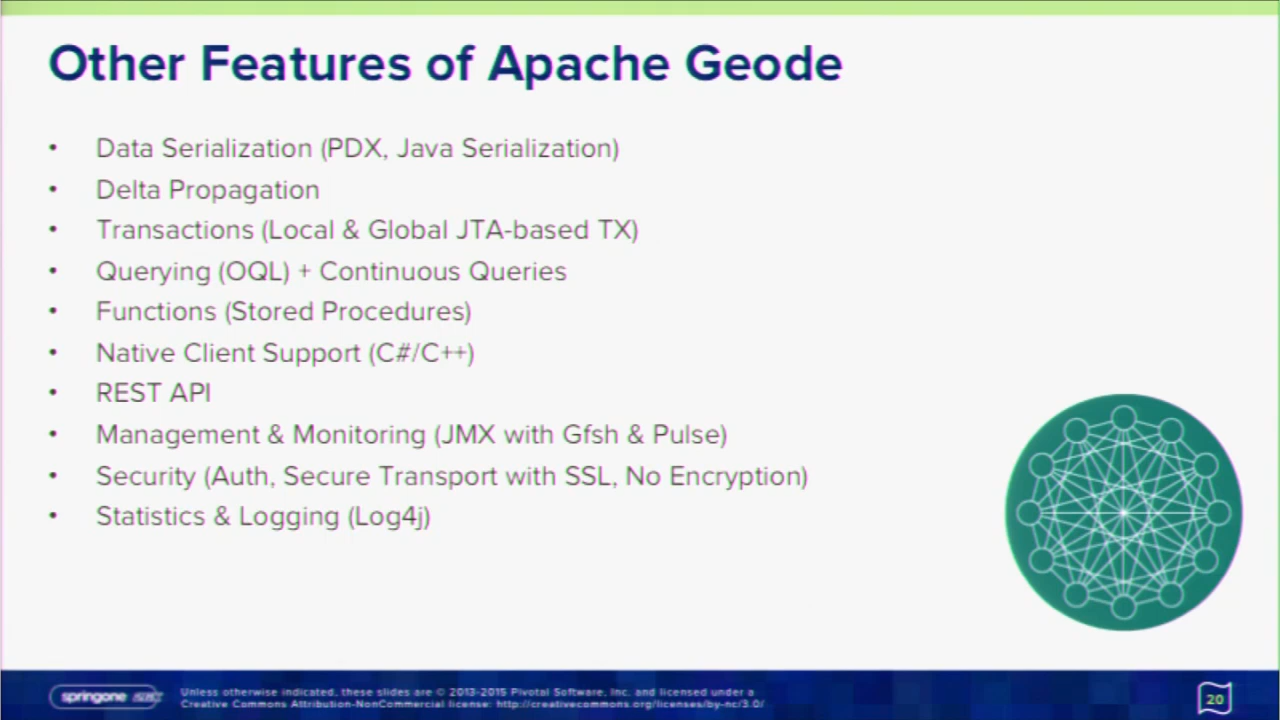 Other Features of Apache Geode
• Data Serialization (PDX, Java Serialization)
• Delta Propagation
• Transactions (Local & Global JTA-based TX)
• Querying (OQL) + Continuous Queries
• Functions (Stored Procedures)
• Native Client Support (C#/C++)
• REST API
• Management & Monitoring (JMX with Gfsh & Pulse)
• Security (Auth, Secure Transport with SSL, No Encryption)
• Statistics & Logging (Log4j)
springone
Unless otherwise indicated, these slides are © 2013-2015 Pivotal Software, Inc. and licensed under a
Creative Commons Attribution-NonCommercial license: http://creativecommons.org/licenses/by-nc/3.0/
20